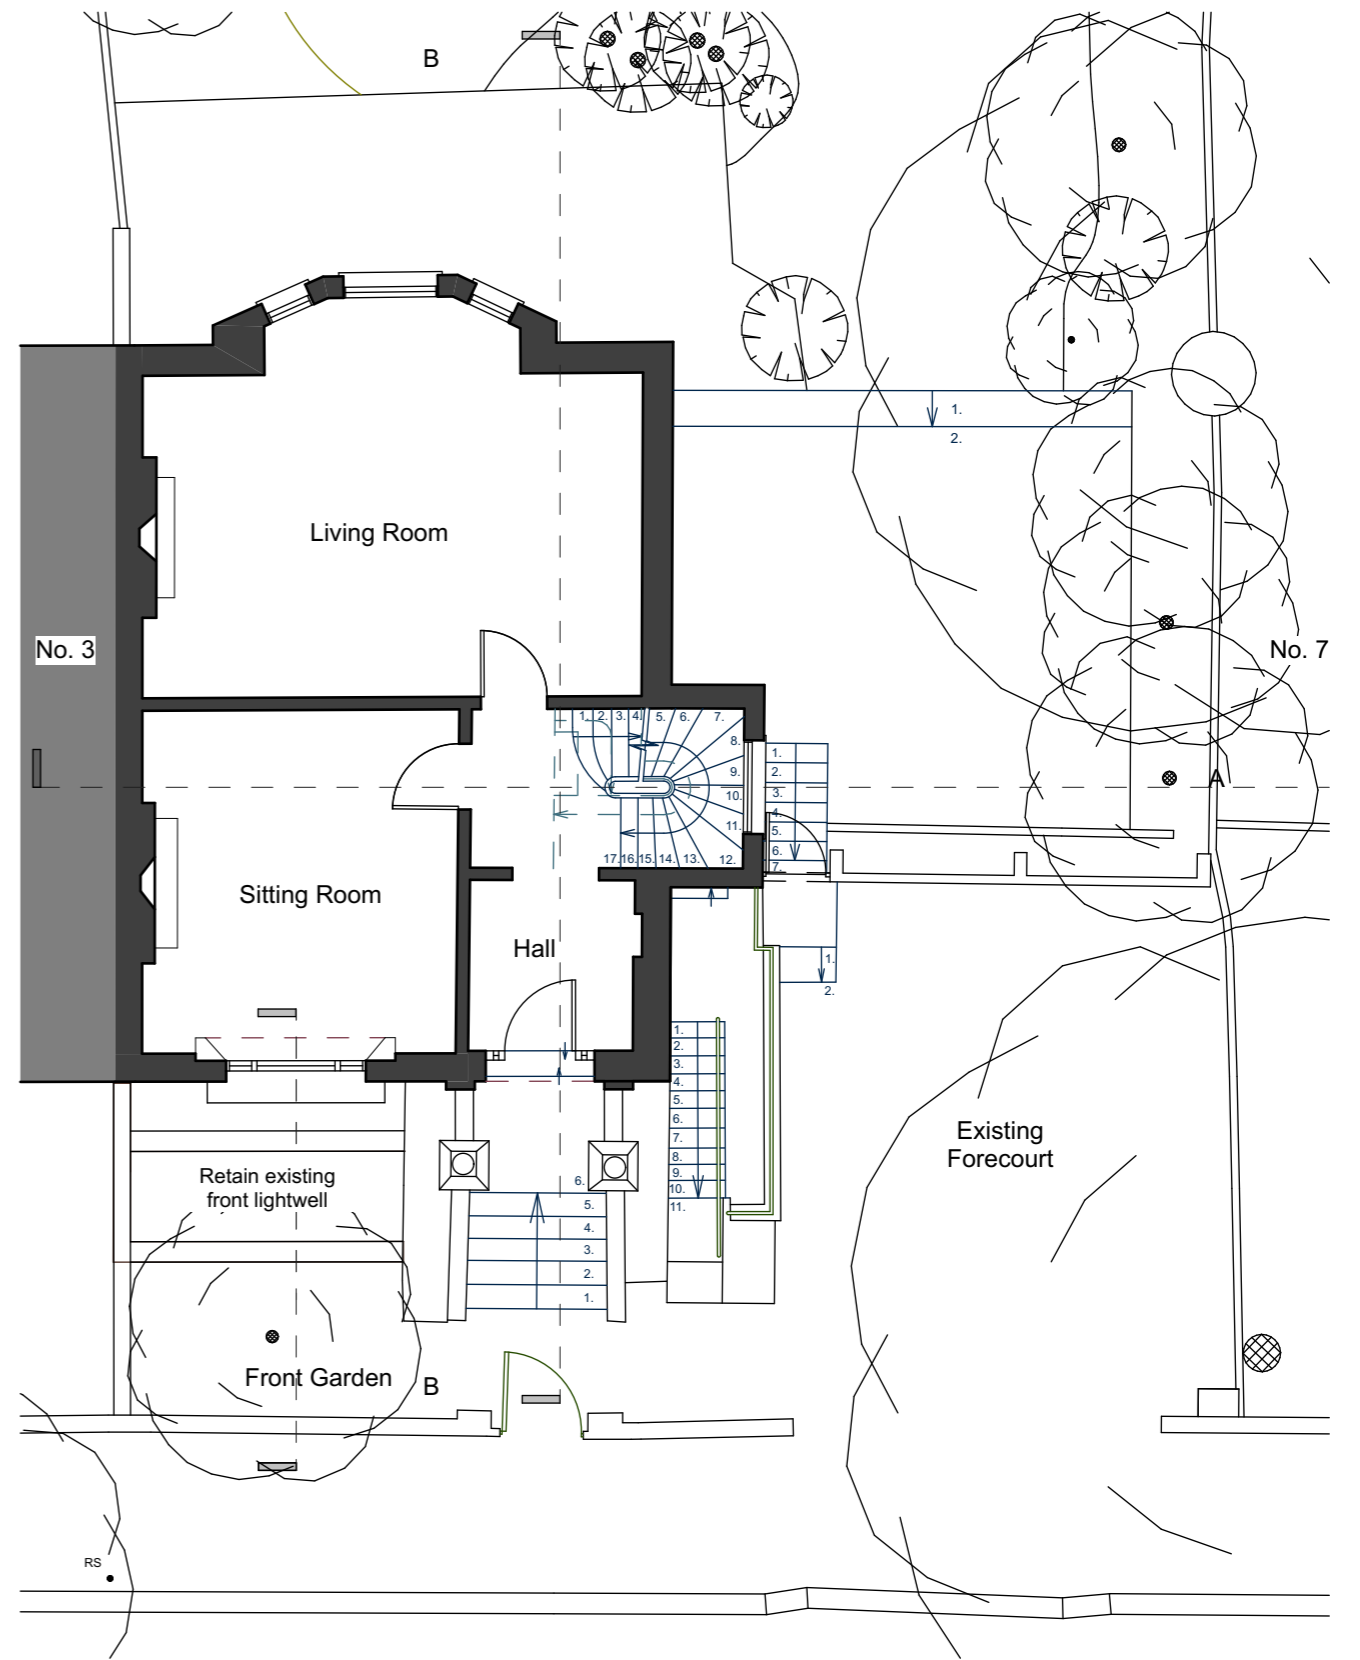 B
1.
2.
Living Room
No. 3
No. 7
1. 2. 3. 4. 5. 6. 7.
8.
9.
10.
11.
17. 16. 15. 14. 13. 12.
1.
2.
3.
4.
5.
6.
7.
A
Sitting Room
Hall
1.
2.
1.
2.
3.
4.
5.
6.
7.
8.
9.
10.
11.
Existing
Forecourt
Retain existing
front lightwell
6.
5.
4.
3.
2.
1.
Front Garden
B
RS